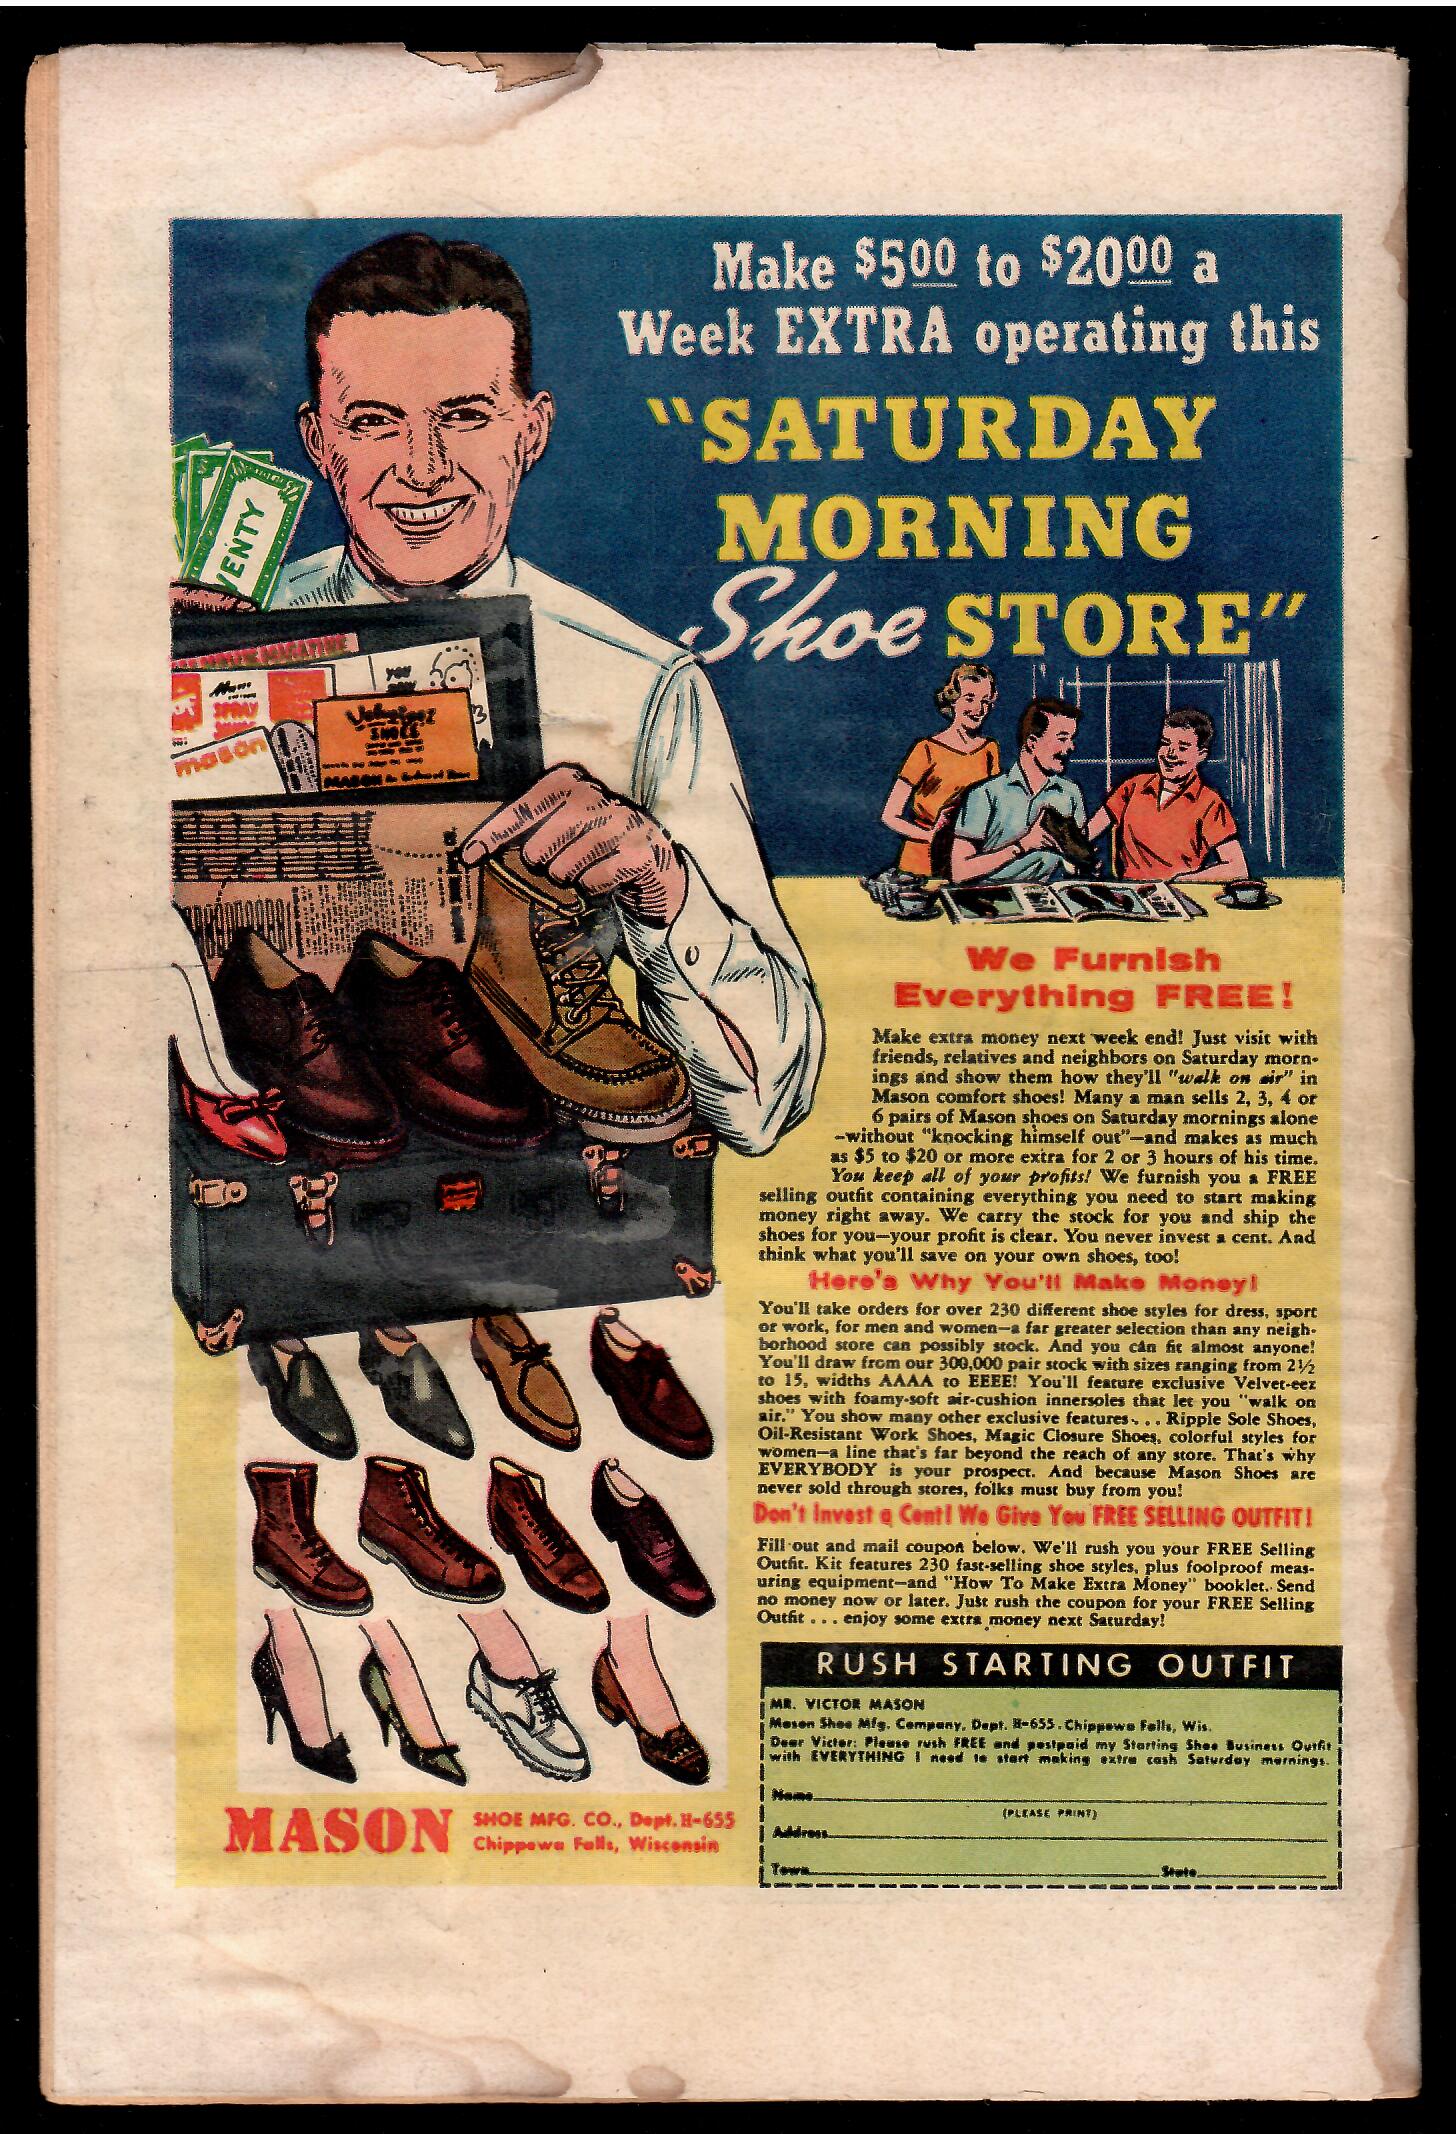 Make $5.00 to $20.00 a
Week EXTRA operating this
"SATURDAY
MORNING
Shoe STORE"
VENTY
YOU
mason
Velvet-eez
SHOES
MASON
We Furnish
Everything FREE!
Make extra money next week end! Just visit with
friends, relatives and neighbors on Saturday morn-
ings and show them how they'll "walk on air" in
Mason comfort shoes! Many a man sells 2, 3, 4 or
6 pairs of Mason shoes on Saturday mornings alone
—without "knocking himself out"—and makes as much
as $5 to $20 or more extra for 2 or 3 hours of his time.
You keep all of your profits! We furnish you a FREE
selling outfit containing everything you need to start making
money right away. We carry the stock for you and ship the
shoes for you—your profit is clear. You never invest a cent. And
think what you'll save on your own shoes, too!
Here's Why You'll Make Money!
You'll take orders for over 230 different shoe styles for dress, sport
or work, for men and women—a far greater selection than any neigh-
borhood store can possibly stock. And you can fit almost anyone!
You'll draw from our 300,000 pair stock with sizes ranging from 2½
to 15, widths AAAA to EEEE! You'll feature exclusive Velvet-eez
shoes with foamy-soft air-cushion innersoles that let you "walk on
air." You show many other exclusive features . . . Ripple Sole Shoes,
Oil-Resistant Work Shoes, Magic Closure Shoes, colorful styles for
women—a line that's far beyond the reach of any store. That's why
EVERYBODY is your prospect. And because Mason Shoes are
never sold through stores, folks must buy from you!
Don't Invest a Cent! We Give You FREE SELLING OUTFIT!
Fill out and mail coupon below. We'll rush you your FREE Selling
Outfit. Kit features 230 fast-selling shoe styles, plus foolproof meas-
uring equipment—and "How To Make Extra Money" booklet. Send
no money now or later. Just rush the coupon for your FREE Selling
Outfit . . . enjoy some extra money next Saturday!
RUSH STARTING OUTFIT
MR. VICTOR MASON
Mason Shoe Mfg. Company, Dept. H-655. Chippewa Falls, Wis.
Dear Victor: Please rush FREE and postpaid my Starting Shoe Business Outfit
with EVERYTHING I need to start making extra cash Saturday mornings.
Name
(PLEASE PRINT)
Address
Town State
MASON SHOE MFG. CO., Dept. H-655
Chippewa Falls, Wisconsin